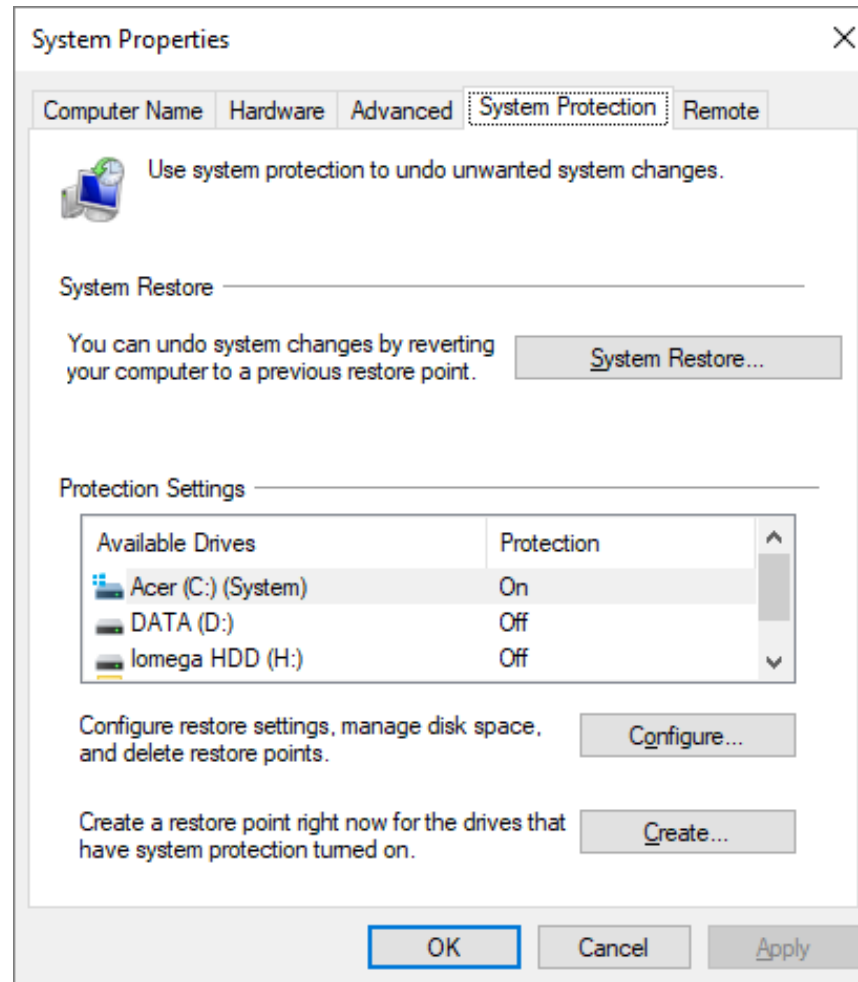 System Properties
Computer Name Hardware Advanced System Protection Remote
Use system protection to undo unwanted system changes.
System Restore
You can undo system changes by reverting
your computer to a previous restore point.
System Restore...
Protection Settings
Available Drives Protection
Acer (C:) (System) On
DATA (D:) Off
Iomega HDD (H:) Off
Configure restore settings, manage disk space,
and delete restore points.
Configure...
Create a restore point right now for the drives that
have system protection turned on.
Create...
OK Cancel Apply